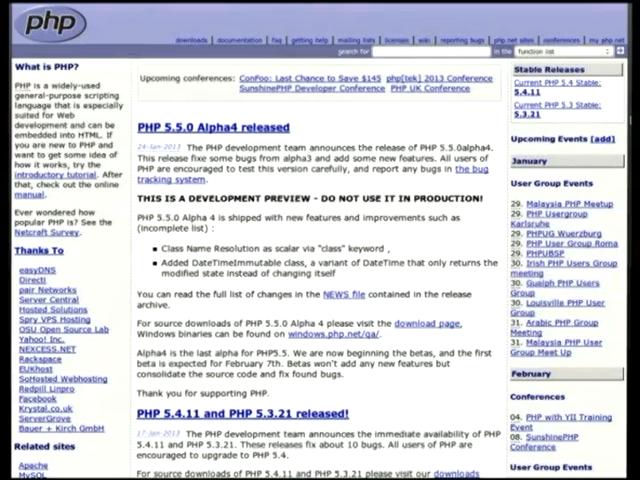 php
downloads | documentation | faq | getting help | mailing lists | licenses | wiki | reporting bugs | php.net sites | conferences | my php.net
search for in the function list
What is PHP?
PHP is a widely-used
general-purpose scripting
language that is especially
suited for Web
development and can be
embedded into HTML. If
you are new to PHP and
want to get some idea of
how it works, try the
introductory tutorial. After
that, check out the online
manual.
Ever wondered how
popular PHP is? See the
Netcraft Survey.
Thanks To
easyDNS
Directi
pair Networks
Server Central
Hosted Solutions
Spry VPS Hosting
OSU Open Source Lab
Yahoo! Inc.
NEXCESS.NET
Rackspace
EUKhost
SoHosted Webhosting
Redpill Linpro
Facebook
Krystal.co.uk
ServerGrove
Bauer + Kirch GmbH
Related sites
Apache
MySQL
Upcoming conferences: ConFoo: Last Chance to Save $145 php[tek] 2013 Conference
SunshinePHP Developer Conference PHP UK Conference
PHP 5.5.0 Alpha4 released
24-Jan-2013 The PHP development team announces the release of PHP 5.5.0alpha4.
This release fixe some bugs from alpha3 and add some new features. All users of
PHP are encouraged to test this version carefully, and report any bugs in the bug
tracking system.
THIS IS A DEVELOPMENT PREVIEW - DO NOT USE IT IN PRODUCTION!
PHP 5.5.0 Alpha 4 is shipped with new features and improvements such as
(incomplete list) :
Class Name Resolution as scalar via "class" keyword ,
Added DateTimeImmutable class, a variant of DateTime that only returns the
modified state instead of changing itself
You can read the full list of changes in the NEWS file contained in the release
archive.
For source downloads of PHP 5.5.0 Alpha 4 please visit the download page,
Windows binaries can be found on windows.php.net/qa/.
Alpha4 is the last alpha for PHP5.5. We are now beginning the betas, and the first
beta is expected for February 7th. Betas won't add any new features but
consolidate the source code and fix found bugs.
Thank you for supporting PHP.
PHP 5.4.11 and PHP 5.3.21 released!
17-Jan-2013 The PHP development team announces the immediate availability of PHP
5.4.11 and PHP 5.3.21. These releases fix about 10 bugs. All users of PHP are
encouraged to upgrade to PHP 5.4.
For source downloads of PHP 5.4.11 and PHP 5.3.21 please visit our downloads
Stable Releases
Current PHP 5.4 Stable:
5.4.11
Current PHP 5.3 Stable:
5.3.21
Upcoming Events [add]
January
User Group Events
29. Malaysia PHP Meetup
29. PHP Usergroup
Karlsruhe
29. PHPUG Wuerzburg
29. PHP User Group Roma
29. PHPUBSP
30. Irish PHP Users Group
meeting
30. Guelph PHP Users
Group
30. Louisville PHP User
Group
31. Arabic PHP Group
Meeting
31. Malaysia PHP User
Group Meet Up
February
Conferences
04. PHP with YII Training
Event
08. SunshinePHP
Conference
User Group Events